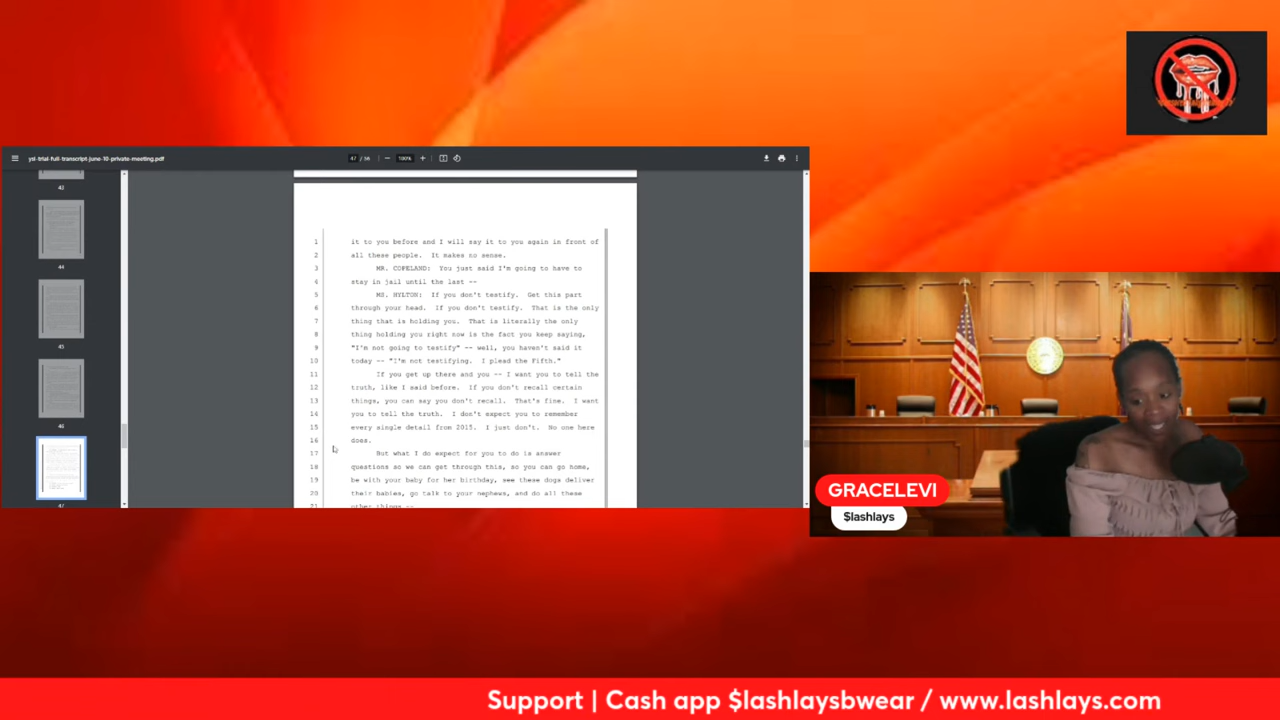 ysl-trial-full-transcript-june-10-private-meeting.pdf
47 / 56
100%
43
44
45
46
47
1 it to you before and I will say it to you again in front of
2 all these people. It makes no sense.
3 MR. COPELAND: You just said I'm going to have to
4 stay in jail until the last --
5 MS. HYLTON: If you don't testify. Get this part
6 through your head. If you don't testify. That is the only
7 thing that is holding you. That is literally the only
8 thing holding you right now is the fact you keep saying,
9 "I'm not going to testify" -- well, you haven't said it
10 today -- "I'm not testifying. I plead the Fifth."
11 If you get up there and you -- I want you to tell the
12 truth, like I said before. If you don't recall certain
13 things, you can say you don't recall. That's fine. I want
14 you to tell the truth. I don't expect you to remember
15 every single detail from 2015. I just don't. No one here
16 does.
17 But what I do expect for you to do is answer
18 questions so we can get through this, so you can go home,
19 be with your baby for her birthday, see these dogs deliver
20 their babies, go talk to your nephews, and do all these
21 other things --
GRACELEVI
$lashlays
Support | Cash app $lashlaysbwear / www.lashlays.com